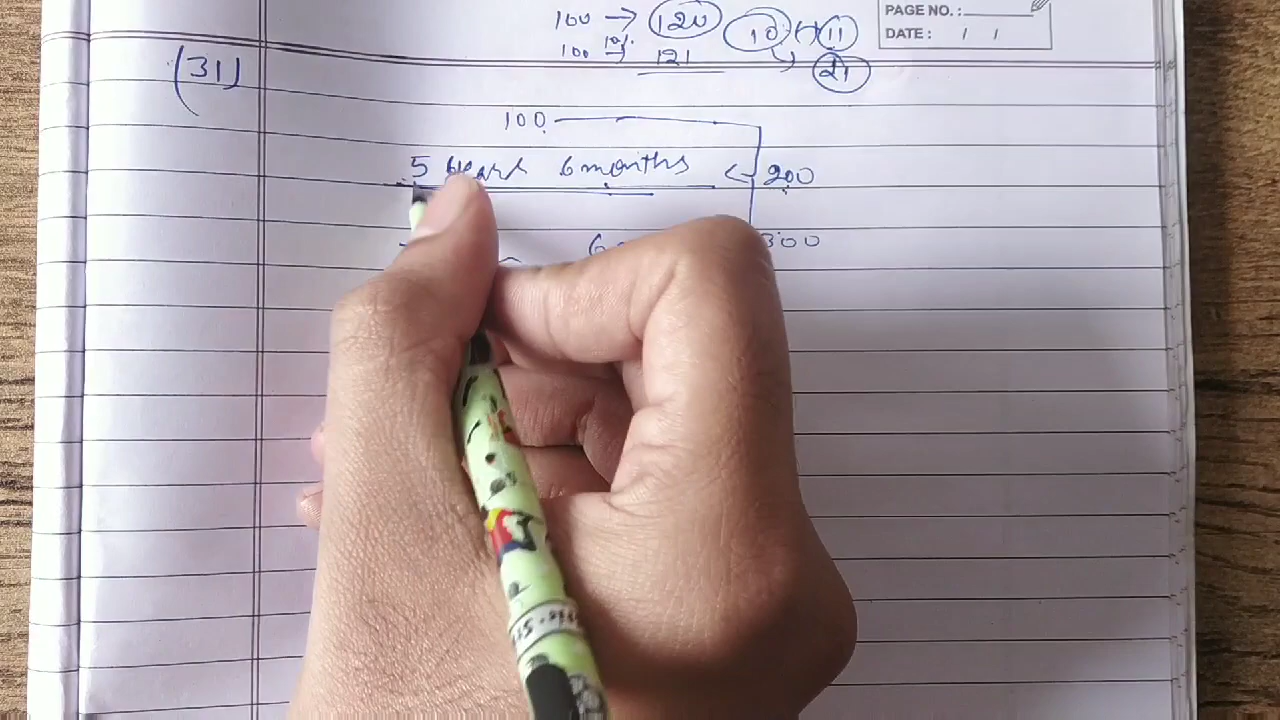 100 → 120 10 ↔ 11
100 10% → 121 21
PAGE NO. :
DATE : / /
(31)
100
5 years 6 months ← 200
6 300